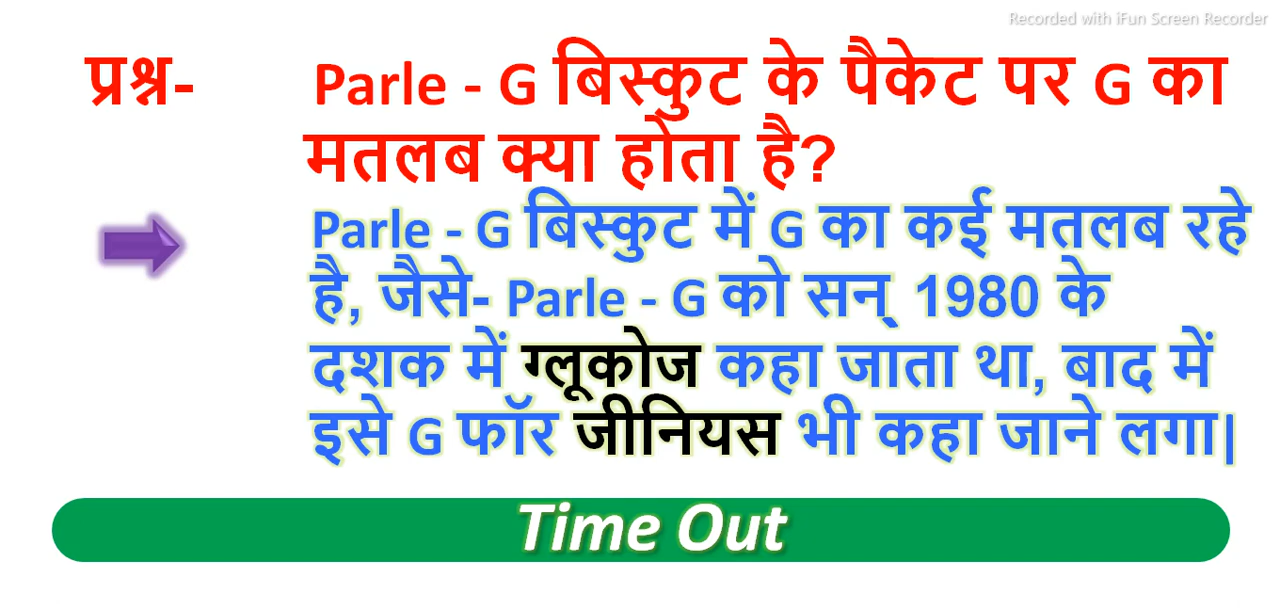 Recorded with iFun Screen Recorder
प्रश्न- Parle - G बिस्कुट के पैकेट पर G का
मतलब क्या होता है?
Parle - G बिस्कुट में G का कई मतलब रहे
है, जैसे- Parle - G को सन् 1980 के
दशक में ग्लूकोज कहा जाता था, बाद में
इसे G फॉर जीनियस भी कहा जाने लगा|
Time Out